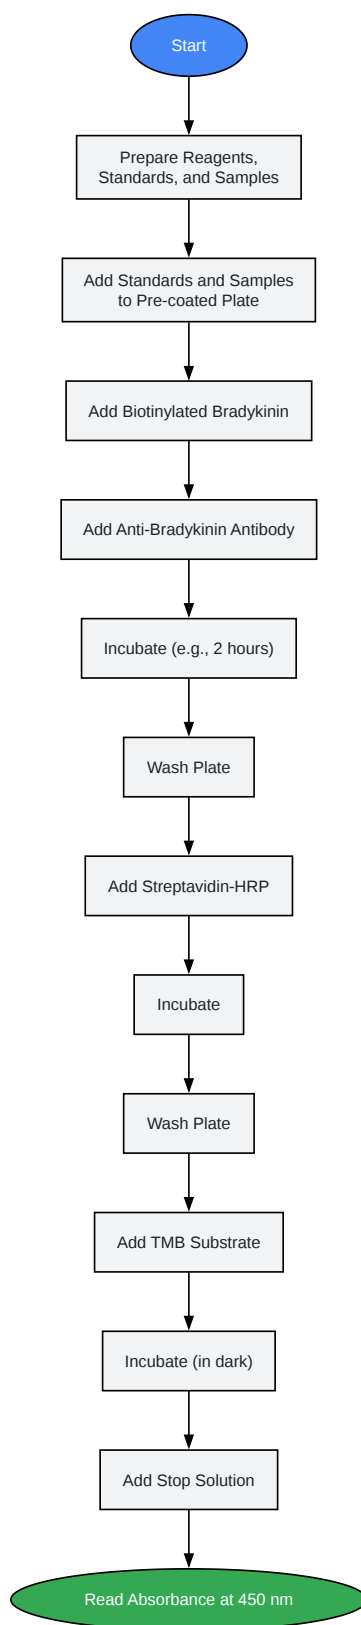 Start
Prepare Reagents,
Standards, and Samples
Add Standards and Samples
to Pre-coated Plate
Add Biotinylated Bradykinin
Add Anti-Bradykinin Antibody
Incubate (e.g., 2 hours)
Wash Plate
Add Streptavidin-HRP
Incubate
Wash Plate
Add TMB Substrate
Incubate (in dark)
Add Stop Solution
Read Absorbance at 450 nm